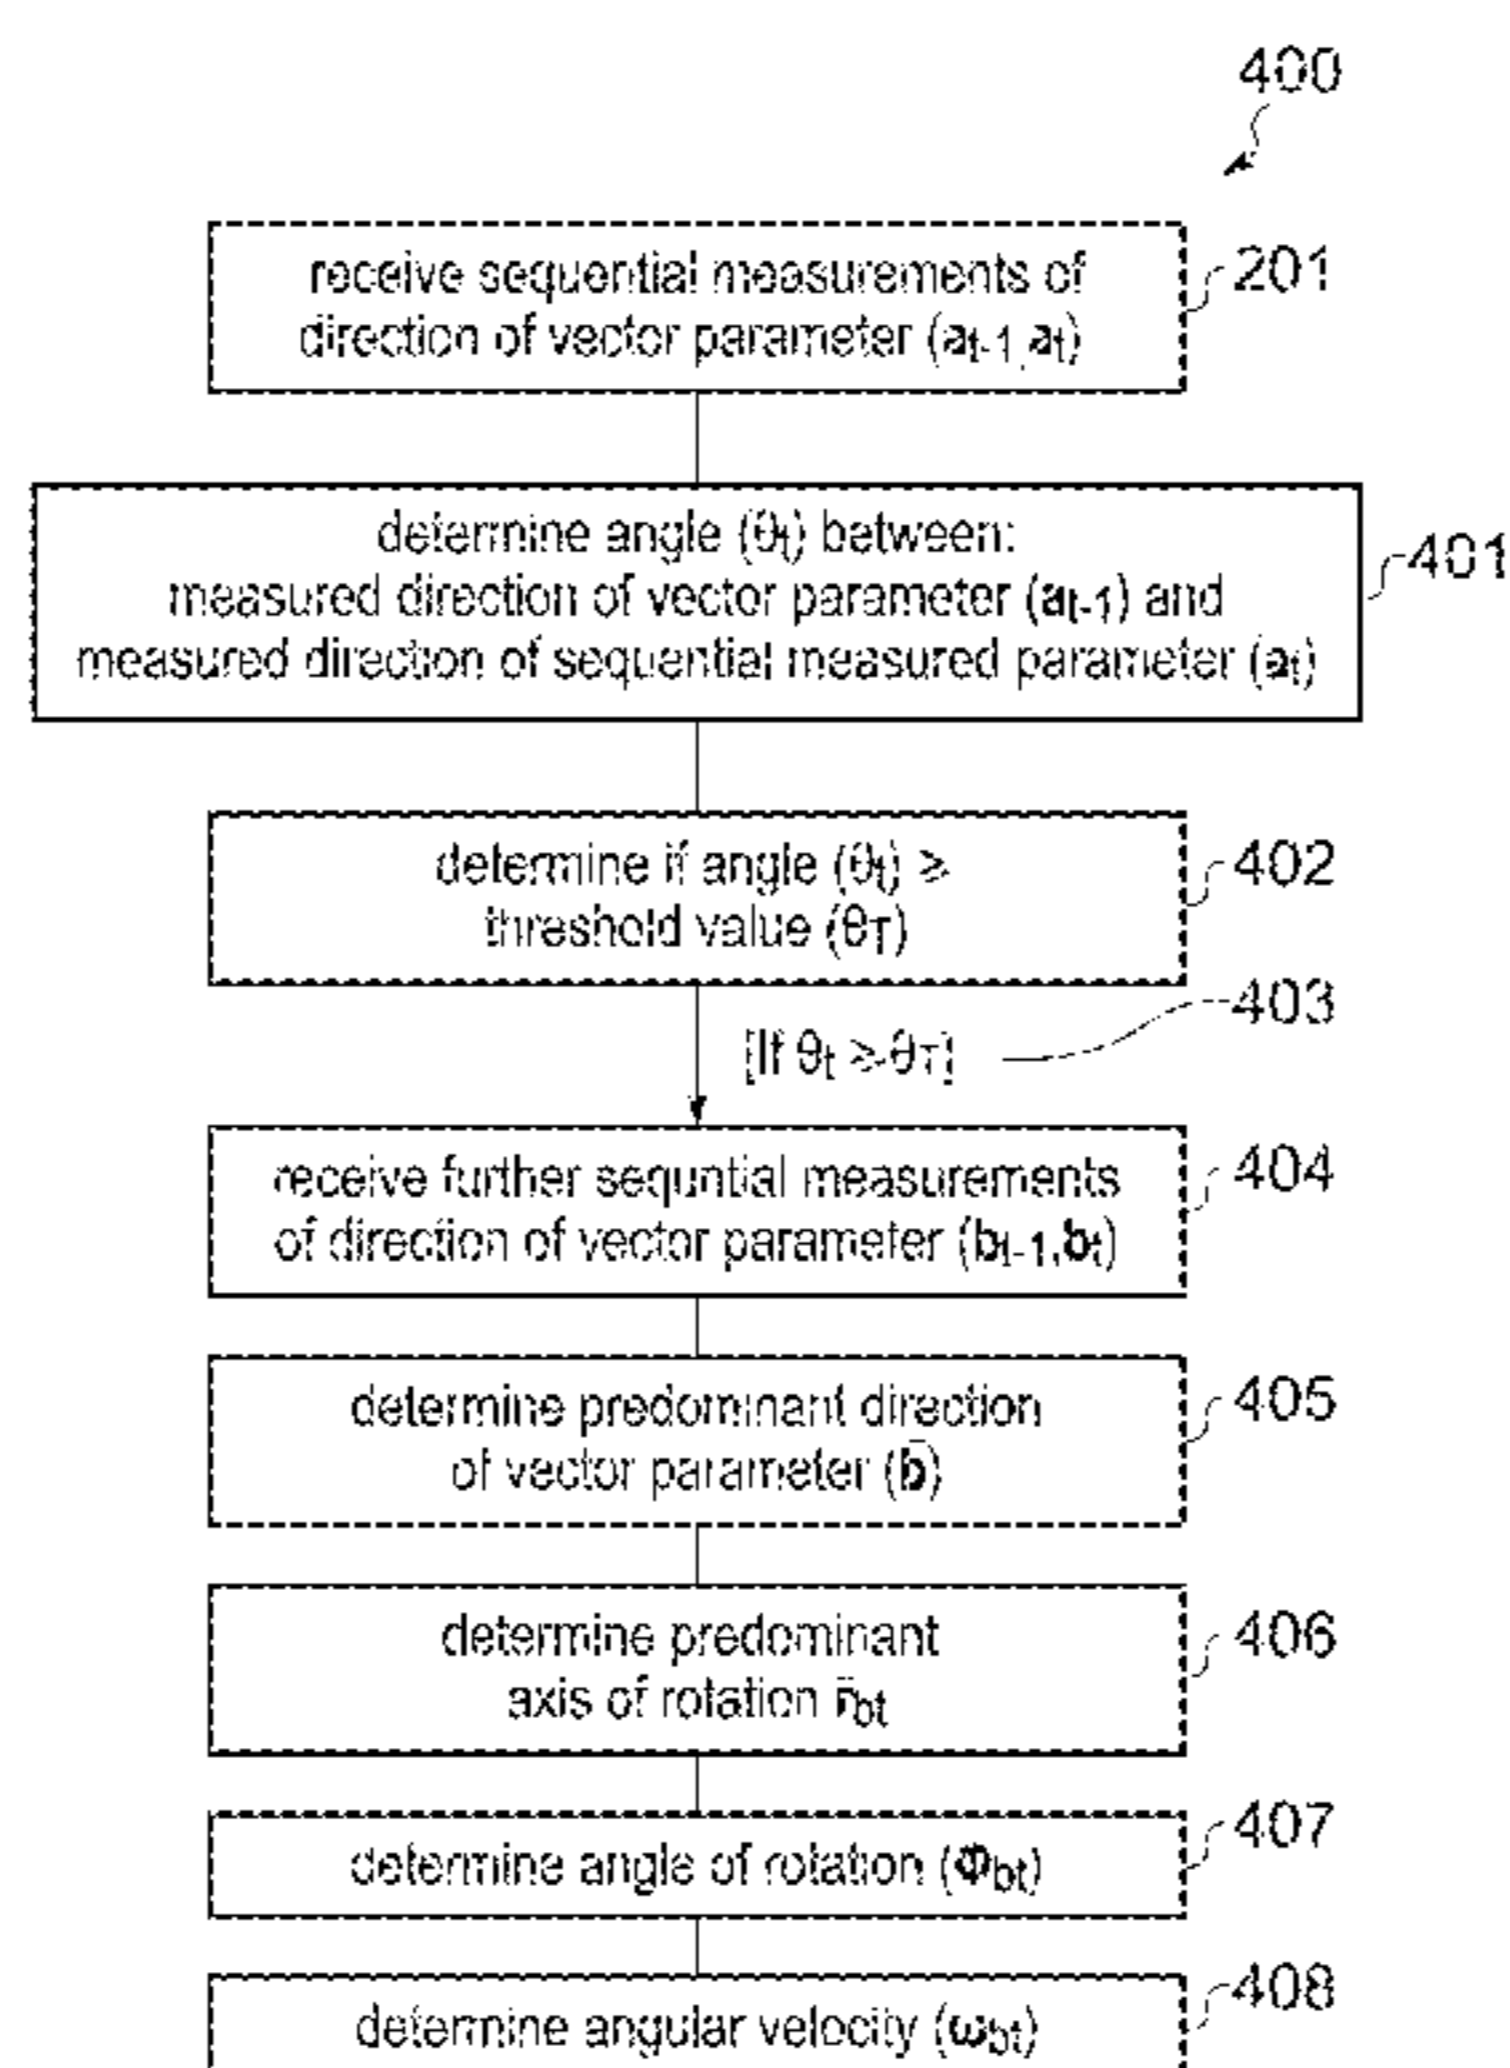 400
receive sequential measurements of
direction of vector parameter (at-1,at)
201
determine angle (θt) between:
measured direction of vector parameter (at-1) and
measured direction of sequential measured parameter (at)
401
determine if angle (θt) ≥
threshold value (θT)
402
[If θt ≥ θT]
403
receive further sequntial measurements
of direction of vector parameter (bt-1,bt)
404
determine predominant direction
of vector parameter (b̄)
405
determine predominant
axis of rotation r̄bt
406
determine angle of rotation (Φbt)
407
determine angular velocity (ωbt)
408